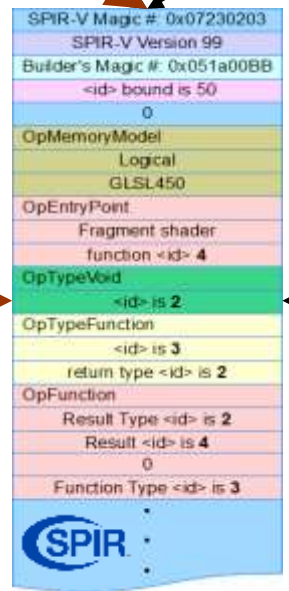 SPIR-V Magic #: 0x07230203
SPIR-V Version 99
Builder's Magic #: 0x051a00BB
<id> bound is 50
0
OpMemoryModel
Logical
GLSL450
OpEntryPoint
Fragment shader
function <id> 4
OpTypeVoid
<id> is 2
OpTypeFunction
<id> is 3
return type <id> is 2
OpFunction
Result Type <id> is 2
Result <id> is 4
0
Function Type <id> is 3
SPIR